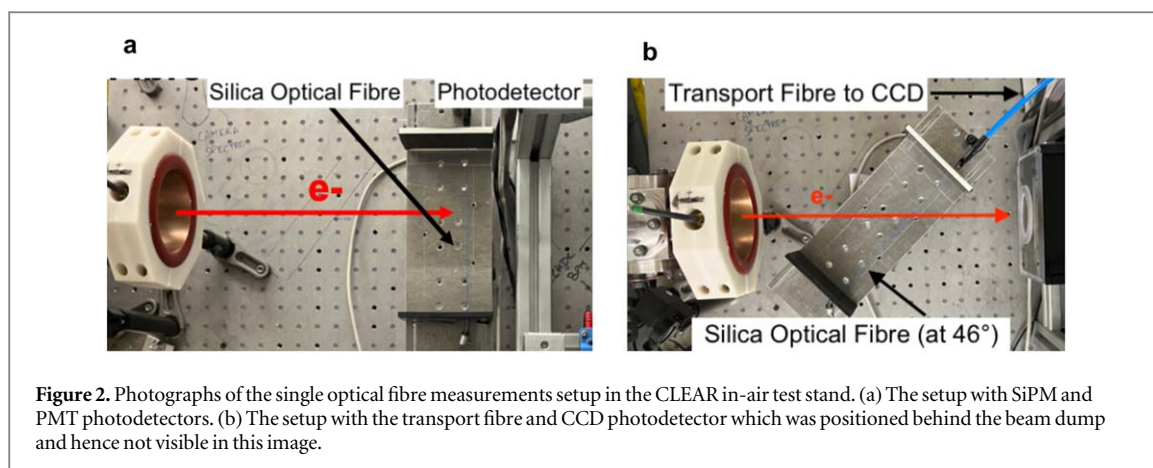 a
Silica Optical Fibre
Photodetector
CAMERA
SPECTRO
e-
b
Transport Fibre to CCD
e-
Silica Optical Fibre (at 46°)
Figure 2. Photographs of the single optical fibre measurements setup in the CLEAR in-air test stand. (a) The setup with SiPM and
PMT photodetectors. (b) The setup with the transport fibre and CCD photodetector which was positioned behind the beam dump
and hence not visible in this image.